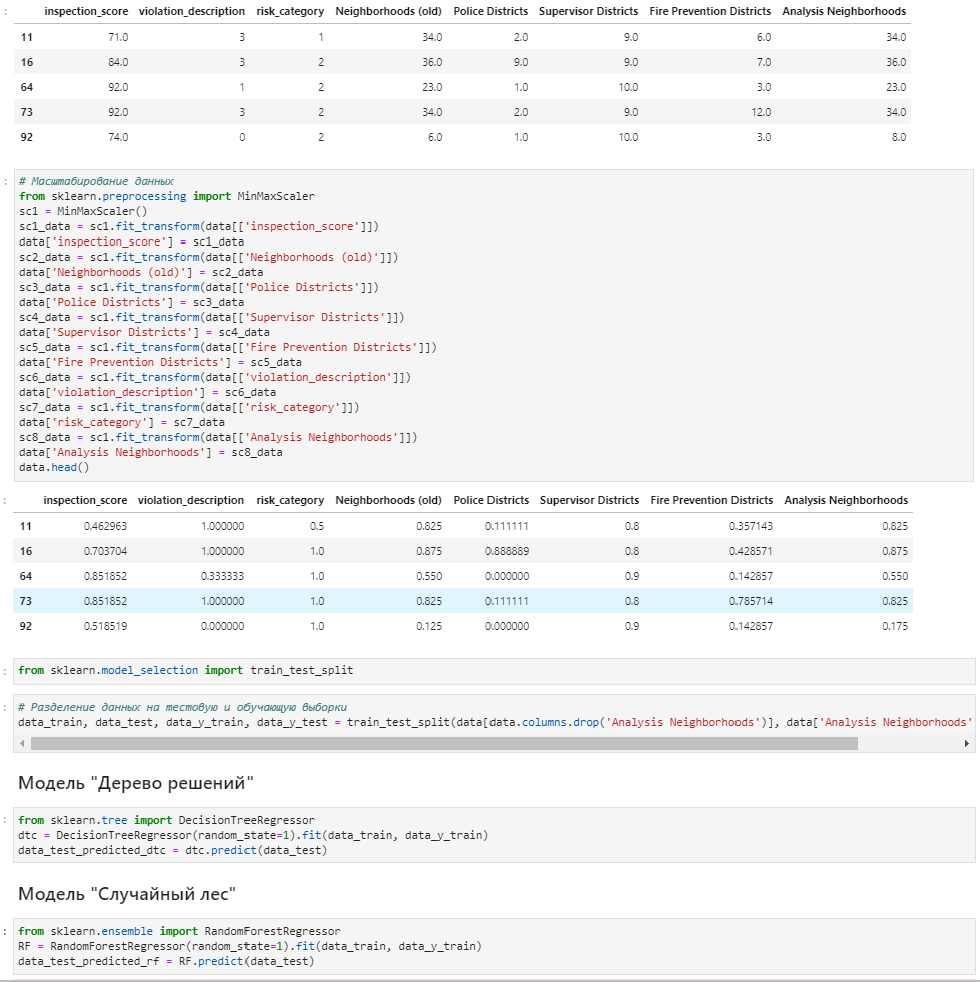 inspection_score violation_description risk_category Neighborhoods (old) Police Districts Supervisor Districts Fire Prevention Districts Analysis Neighborhoods
11 71.0 3 1 34.0 2.0 9.0 6.0 34.0
16 84.0 3 2 36.0 9.0 9.0 7.0 36.0
64 92.0 1 2 23.0 1.0 10.0 3.0 23.0
73 92.0 3 2 34.0 2.0 9.0 12.0 34.0
92 74.0 0 2 6.0 1.0 10.0 3.0 8.0
# Масштабирование данных
from sklearn.preprocessing import MinMaxScaler
sc1 = MinMaxScaler()
sc1_data = sc1.fit_transform(data[['inspection_score']])
data['inspection_score'] = sc1_data
sc2_data = sc1.fit_transform(data[['Neighborhoods (old)']])
data['Neighborhoods (old)'] = sc2_data
sc3_data = sc1.fit_transform(data[['Police Districts']])
data['Police Districts'] = sc3_data
sc4_data = sc1.fit_transform(data[['Supervisor Districts']])
data['Supervisor Districts'] = sc4_data
sc5_data = sc1.fit_transform(data[['Fire Prevention Districts']])
data['Fire Prevention Districts'] = sc5_data
sc6_data = sc1.fit_transform(data[['violation_description']])
data['violation_description'] = sc6_data
sc7_data = sc1.fit_transform(data[['risk_category']])
data['risk_category'] = sc7_data
sc8_data = sc1.fit_transform(data[['Analysis Neighborhoods']])
data['Analysis Neighborhoods'] = sc8_data
data.head()
inspection_score violation_description risk_category Neighborhoods (old) Police Districts Supervisor Districts Fire Prevention Districts Analysis Neighborhoods
11 0.462963 1.000000 0.5 0.825 0.111111 0.8 0.357143 0.825
16 0.703704 1.000000 1.0 0.875 0.888889 0.8 0.428571 0.875
64 0.851852 0.333333 1.0 0.550 0.000000 0.9 0.142857 0.550
73 0.851852 1.000000 1.0 0.825 0.111111 0.8 0.785714 0.825
92 0.518519 0.000000 1.0 0.125 0.000000 0.9 0.142857 0.175
from sklearn.model_selection import train_test_split
# Разделение данных на тестовую и обучающую выборки
data_train, data_test, data_y_train, data_y_test = train_test_split(data[data.columns.drop('Analysis Neighborhoods')], data['Analysis Neighborhoods'
Модель "Дерево решений"
from sklearn.tree import DecisionTreeRegressor
dtc = DecisionTreeRegressor(random_state=1).fit(data_train, data_y_train)
data_test_predicted_dtc = dtc.predict(data_test)
Модель "Случайный лес"
from sklearn.ensemble import RandomForestRegressor
RF = RandomForestRegressor(random_state=1).fit(data_train, data_y_train)
data_test_predicted_rf = RF.predict(data_test)